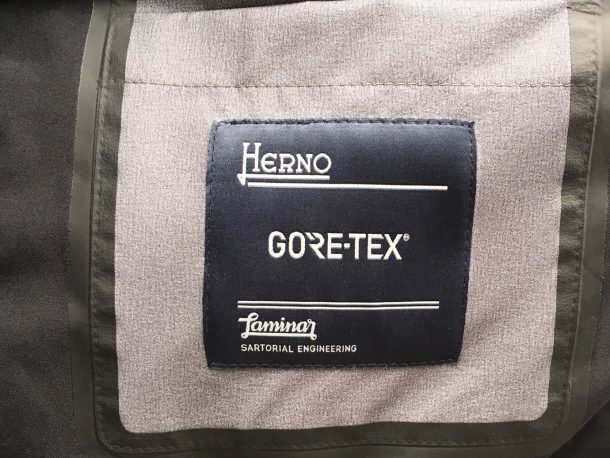 HERNO
GORE-TEX®
Laminar
SARTORIAL ENGINEERING